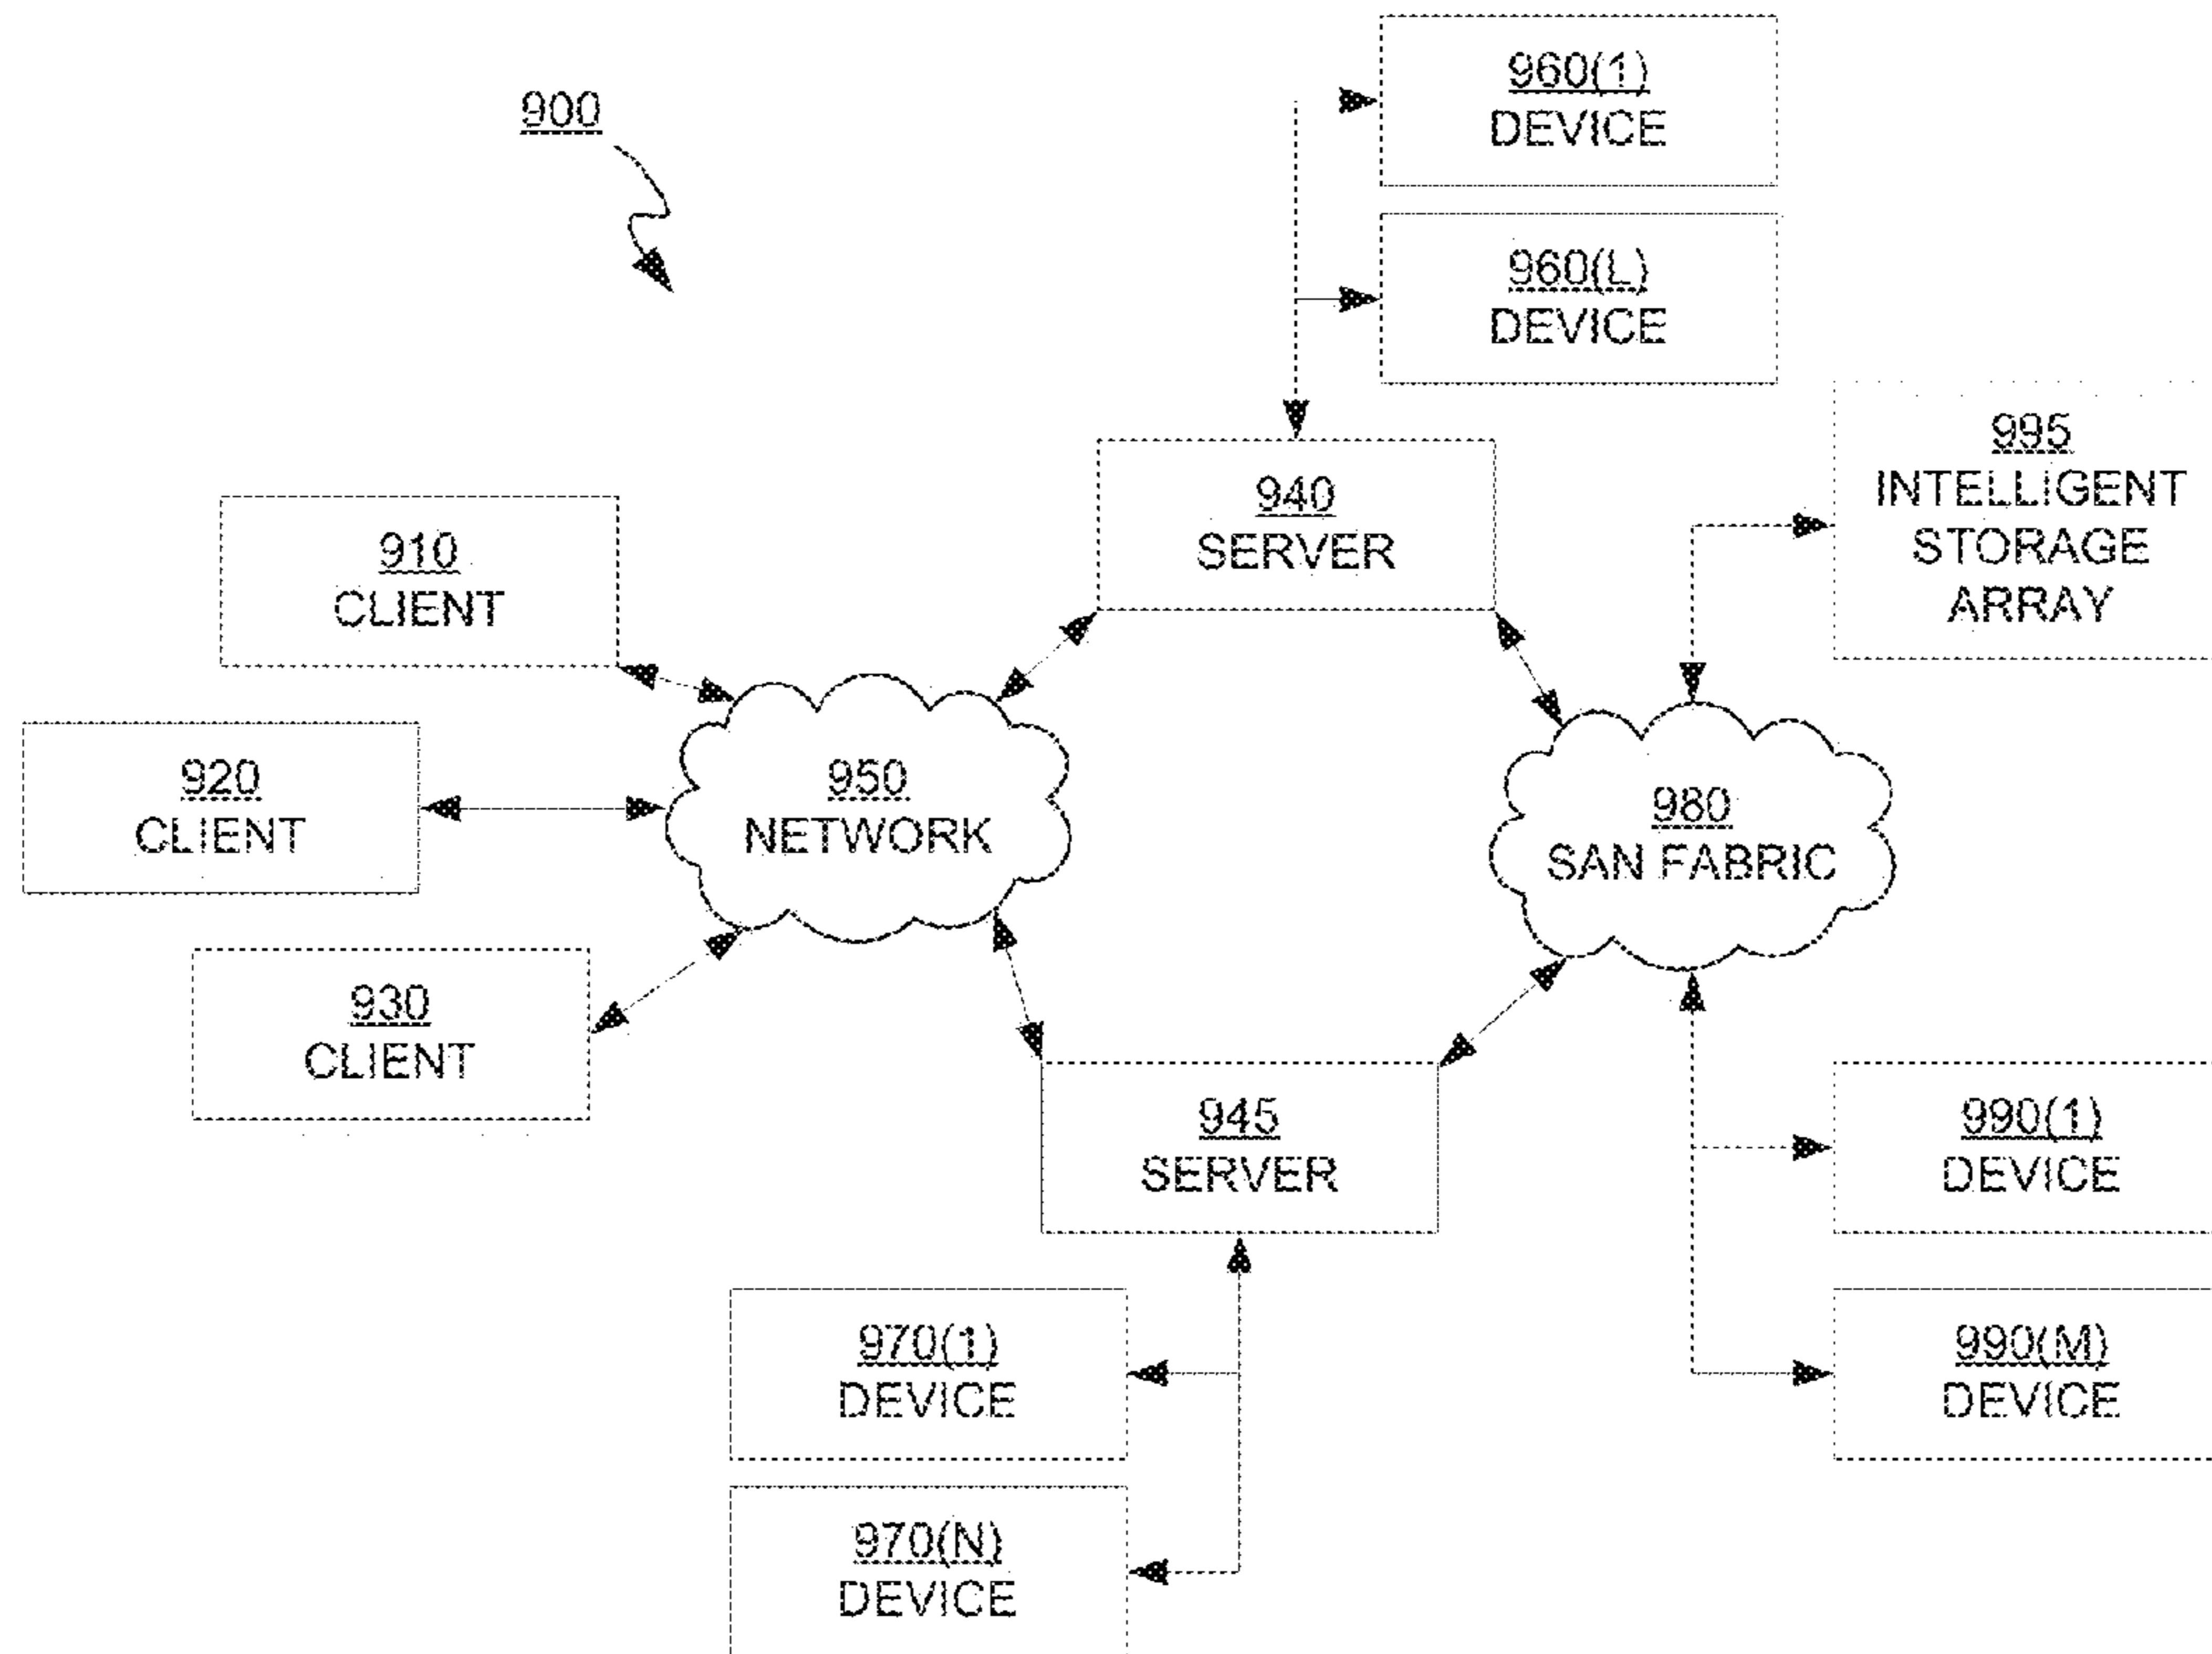 900
960(1)
DEVICE
960(L)
DEVICE
940
SERVER
995
INTELLIGENT
STORAGE
ARRAY
910
CLIENT
920
CLIENT
950
NETWORK
980
SAN FABRIC
930
CLIENT
945
SERVER
990(1)
DEVICE
970(1)
DEVICE
990(M)
DEVICE
970(N)
DEVICE